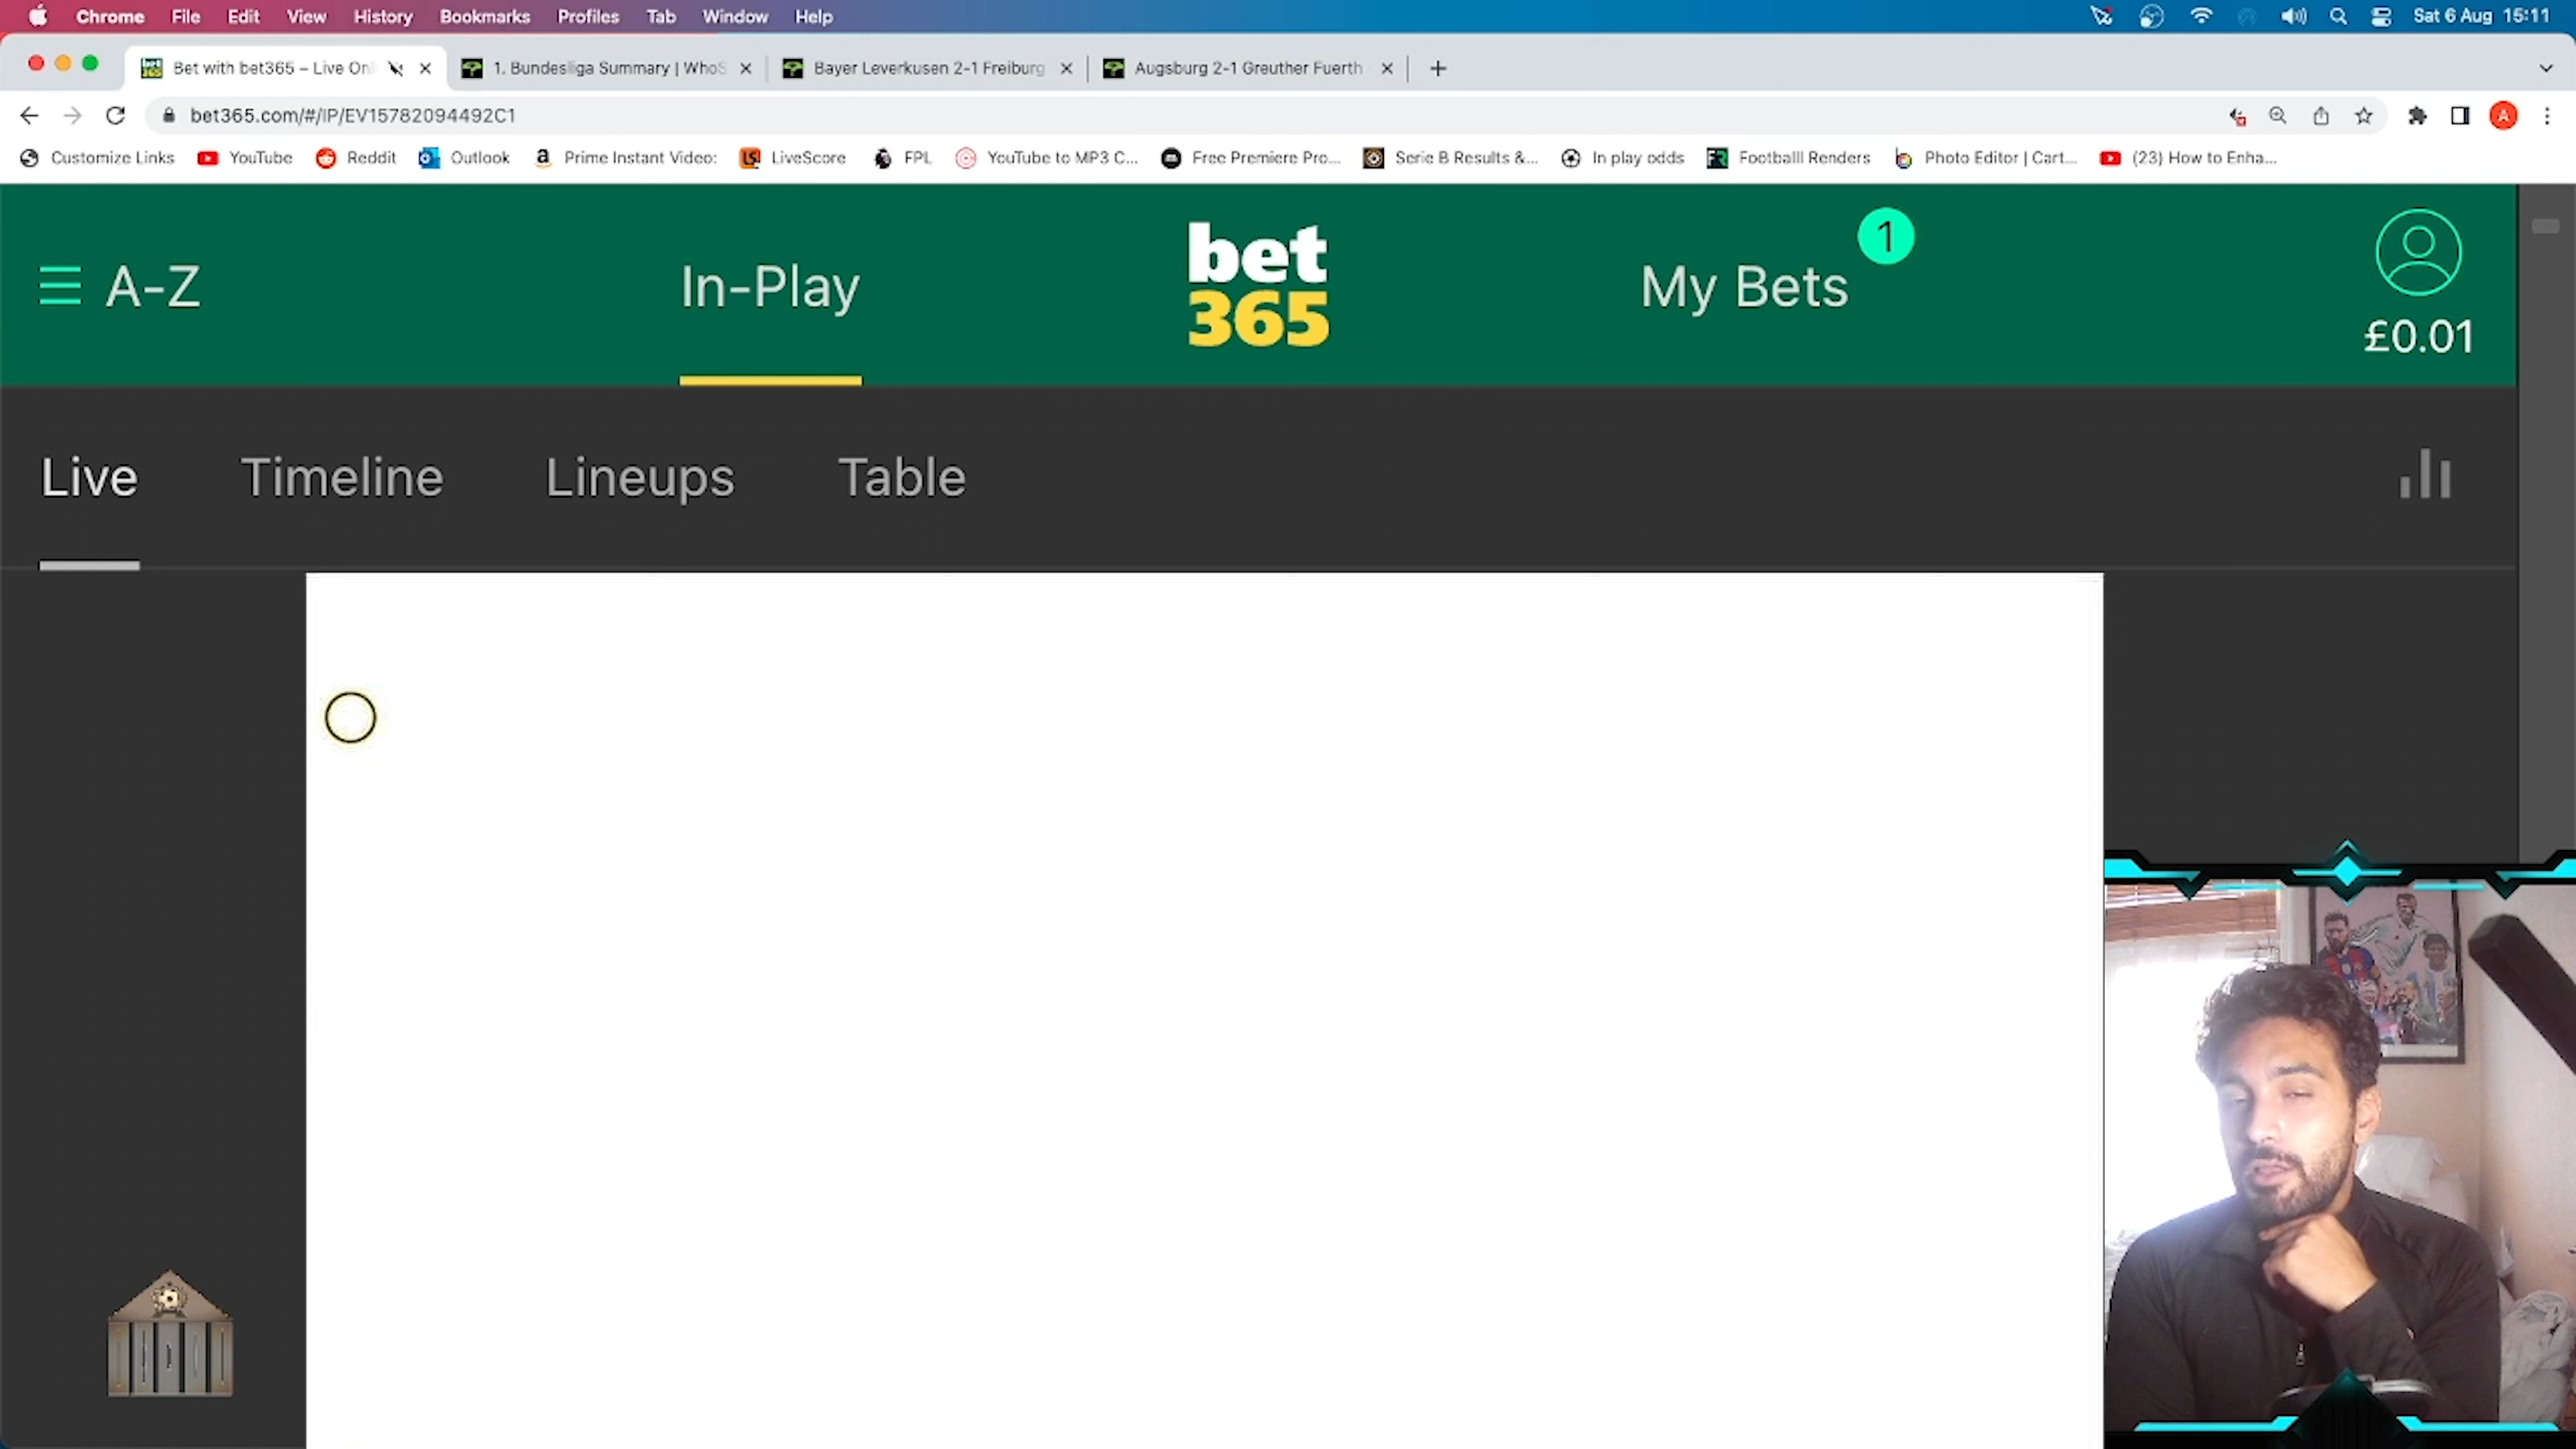 Chrome File Edit View History Bookmarks Profiles Tab Window Help Sat 6 Aug 15:11
Bet with bet365 – Live Onl 1. Bundesliga Summary | WhoS Bayer Leverkusen 2-1 Freiburg Augsburg 2-1 Greuther Fuerth
bet365.com/#/IP/EV15782094492C1 A
Customize Links YouTube Reddit Outlook Prime Instant Video: LiveScore FPL YouTube to MP3 C... Free Premiere Pro... Serie B Results &... In play odds Footballl Renders Photo Editor | Cart... (23) How to Enha...
A-Z In-Play bet 365 My Bets 1
£0.01
Live Timeline Lineups Table